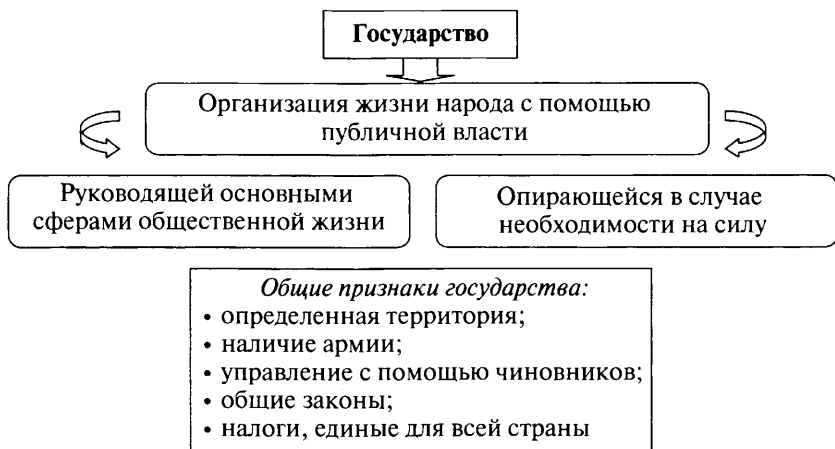 Государство
Организация жизни народа с помощью
публичной власти
Руководящей основными
сферами общественной жизни
Опирающейся в случае
необходимости на силу
Общие признаки государства:
• определенная территория;
• наличие армии;
• управление с помощью чиновников;
• общие законы;
• налоги, единые для всей страны